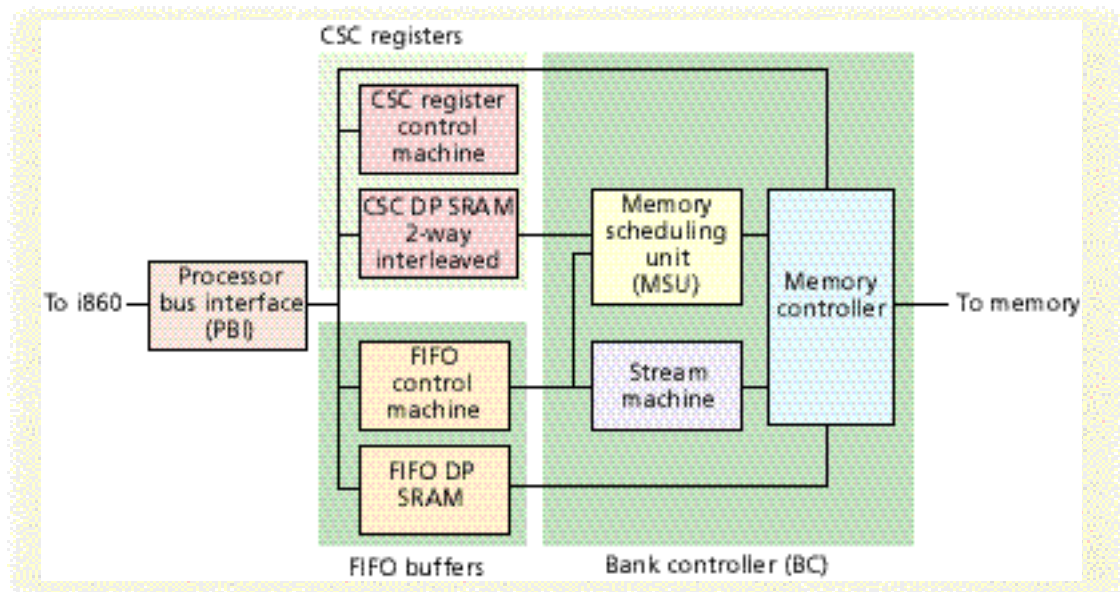 CSC registers
CSC register
control
machine
CSC DP SRAM
2-way
interleaved
Memory
scheduling
unit
(MSU)
Processor
bus interface
(PBI)
To i860
Memory
controller
To memory
FIFO
control
machine
Stream
machine
FIFO DP
SRAM
FIFO buffers
Bank controller (BC)